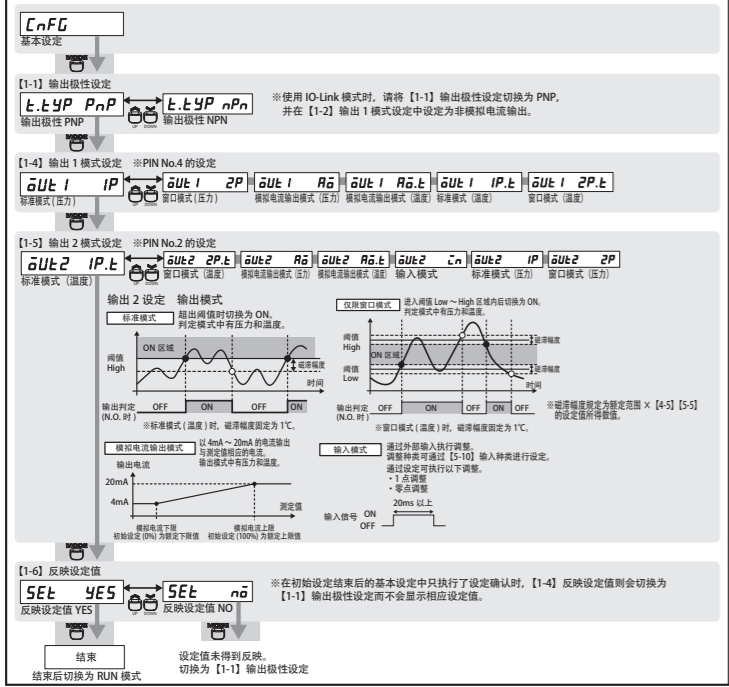 CnFG
基本设定
MODE
【1-1】输出极性设定
t.tYP PnP
t.tYP nPn
输出极性 PNP
UP DOWN
输出极性 NPN
※使用 IO-Link 模式时，请将【1-1】输出极性设定切换为 PNP,
并在【1-2】输出 1 模式设定中设定为非模拟电流输出。
MODE
【1-4】输出 1 模式设定 ※PIN No.4 的设定
oUt 1 1P
oUt 1 2P
oUt 1 Ao
oUt 1 Ao.t
oUt 1 1P.t
oUt 1 2P.t
标准模式 ( 压力 )
UP DOWN
窗口模式 ( 压力 )
模拟电流输出模式（压力）
模拟电流输出模式（温度）
标准模式（温度）
窗口模式（温度）
MODE
【1-5】输出 2 模式设定 ※PIN No.2 的设定
oUt2 1P.t
oUt2 2P.t
oUt2 Ao
oUt2 Ao.t
oUt2 in
oUt2 1P
oUt2 2P
标准模式（温度）
UP DOWN
窗口模式（温度）
模拟电流输出模式（压力）
模拟电流输出模式（温度）
输入模式
标准模式（压力）
窗口模式（压力）
输出 2 设定 输出模式
标准模式
超出阈值时切换为 ON。
判定模式中有压力和温度。
ON 区域
阈值
High
磁滞幅度
时间
输出判定
(N.O. 时 )
OFF ON OFF ON
※标准模式 ( 温度 ) 时，磁滞幅度固定为 1℃。
仅限窗口模式
进入阈值 Low ～ High 区域内后切换为 ON。
判定模式中有压力和温度。
阈值
High
磁滞幅度
ON 区域
阈值
Low
磁滞幅度
时间
输出判定
(N.O. 时 )
OFF ON OFF ON OFF
※窗口模式 ( 温度 ) 时，磁滞幅度固定为 1℃。
※磁滞幅度规定为额定范围 ×【4-5】【5-5】
的设定值所得数值。
模拟电流输出模式
以 4mA ～ 20mA 的电流输出
与测定值相应的电流。
输出模式中有压力和温度。
输出电流
20mA
4mA
测定值
模拟电流下限
初始设定 (0%) 为额定下限值
模拟电流上限
初始设定 (100%) 为额定上限值
输入模式
通过外部输入执行调整。
调整种类可通过【5-10】输入种类进行设定。
通过设定可执行以下调整。
・1 点调整
・零点调整
20ms 以上
输入信号 ON
OFF
MODE
【1-6】反映设定值
SEt YES
SEt no
反映设定值 YES
UP DOWN
反映设定值 NO
※在初始设定结束后的基本设定中只执行了设定确认时，【1-4】反映设定值则会切换为
【1-1】输出极性设定而不会显示相应设定值。
MODE
MODE
结束
结束后切换为 RUN 模式
设定值未得到反映。
切换为【1-1】输出极性设定